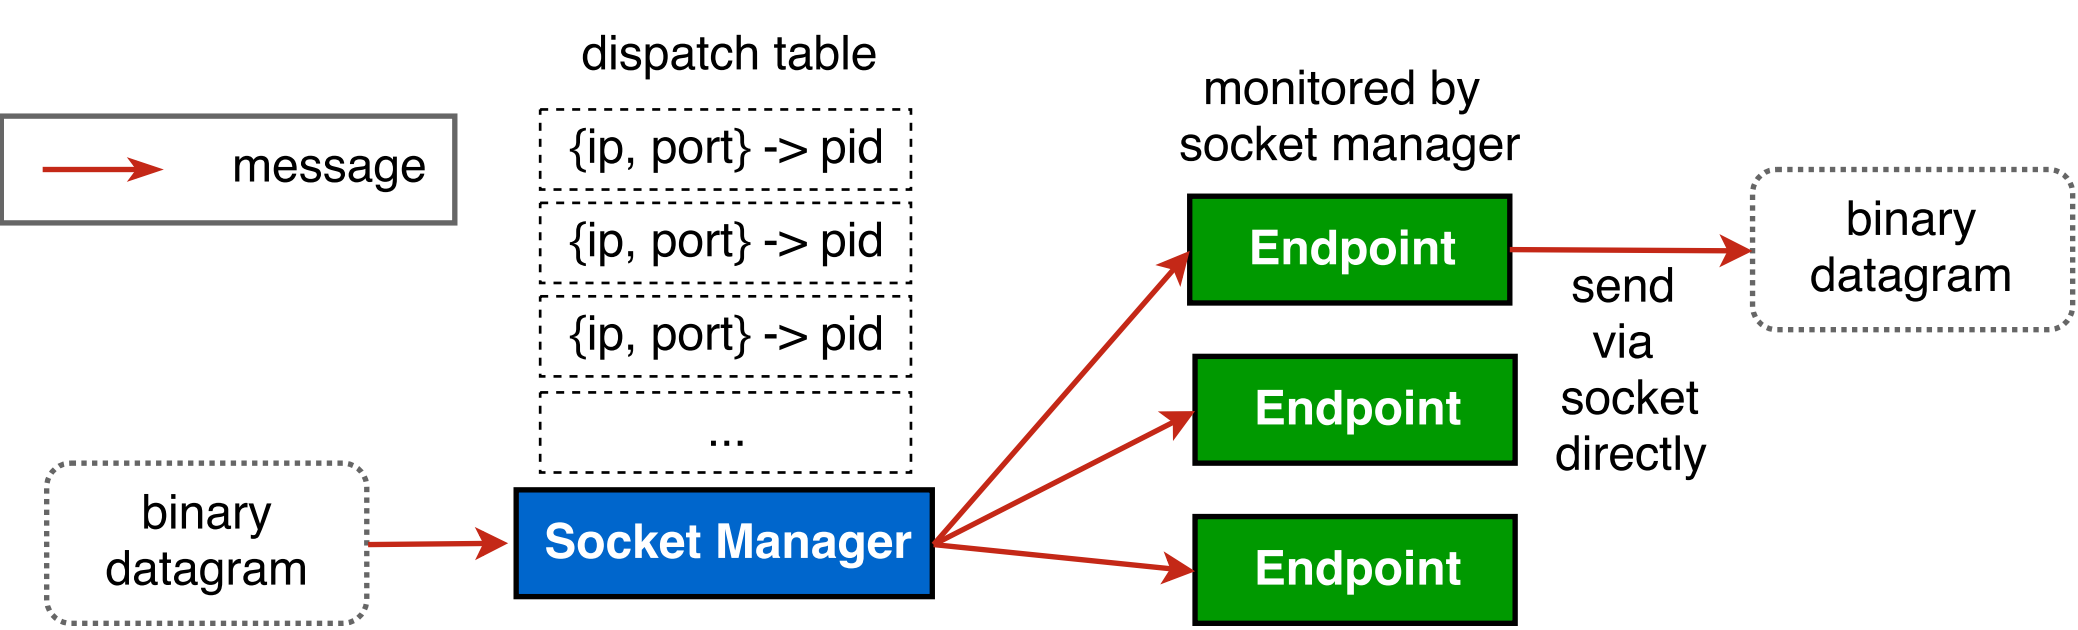 message
dispatch table
{ip, port} -> pid
{ip, port} -> pid
{ip, port} -> pid
...
binary
datagram
Socket Manager
monitored by
socket manager
Endpoint
Endpoint
Endpoint
send
via
socket
directly
binary
datagram